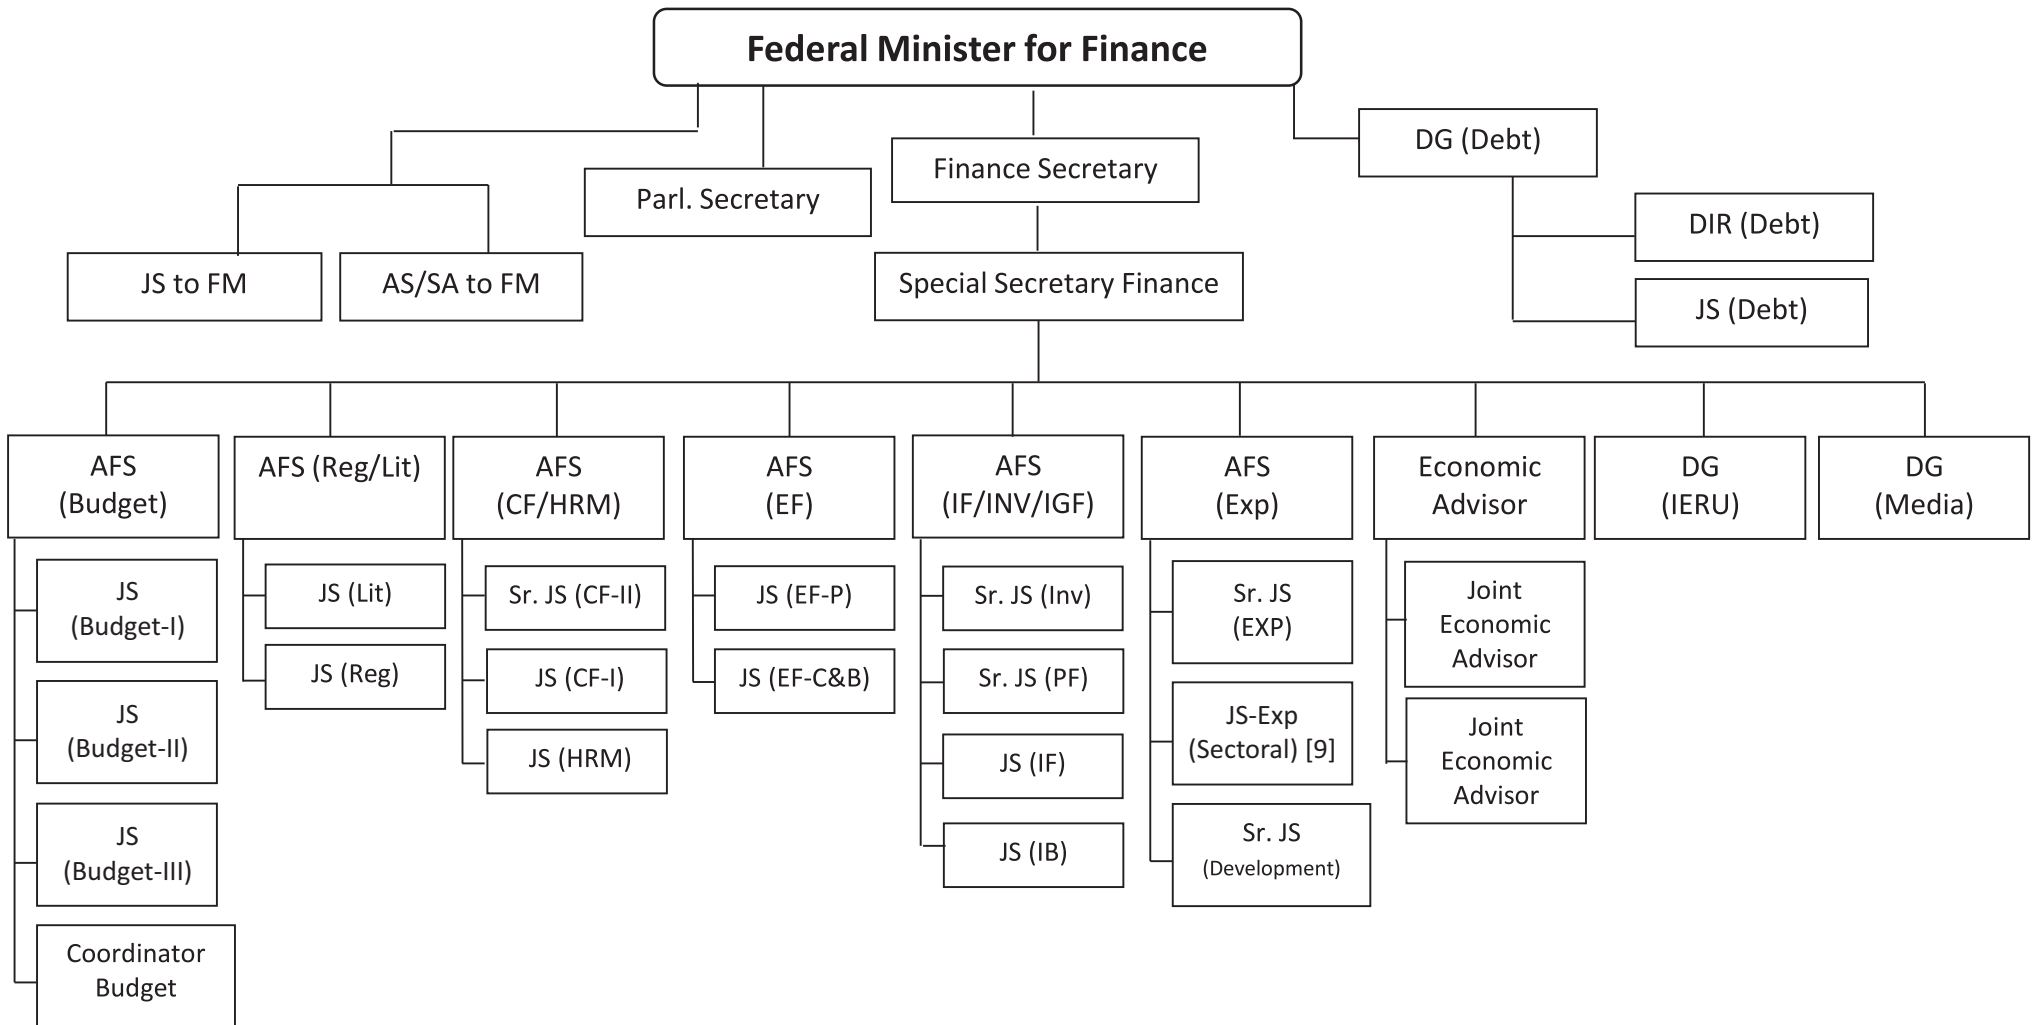 Federal Minister for Finance
DG (Debt)
Finance Secretary
Parl. Secretary
DIR (Debt)
JS to FM
AS/SA to FM
Special Secretary Finance
JS (Debt)
AFS
(Budget)
AFS (Reg/Lit)
AFS
(CF/HRM)
AFS
(EF)
AFS
(IF/INV/IGF)
AFS
(Exp)
Economic
Advisor
DG
(IERU)
DG
(Media)
JS
(Budget-I)
JS
(Budget-II)
JS
(Budget-III)
Coordinator
Budget
JS (Lit)
JS (Reg)
Sr. JS (CF-II)
JS (CF-I)
JS (HRM)
JS (EF-P)
JS (EF-C&B)
Sr. JS (Inv)
Sr. JS (PF)
JS (IF)
JS (IB)
Sr. JS
(EXP)
JS-Exp
(Sectoral) [9]
Sr. JS
(Development)
Joint
Economic
Advisor
Joint
Economic
Advisor